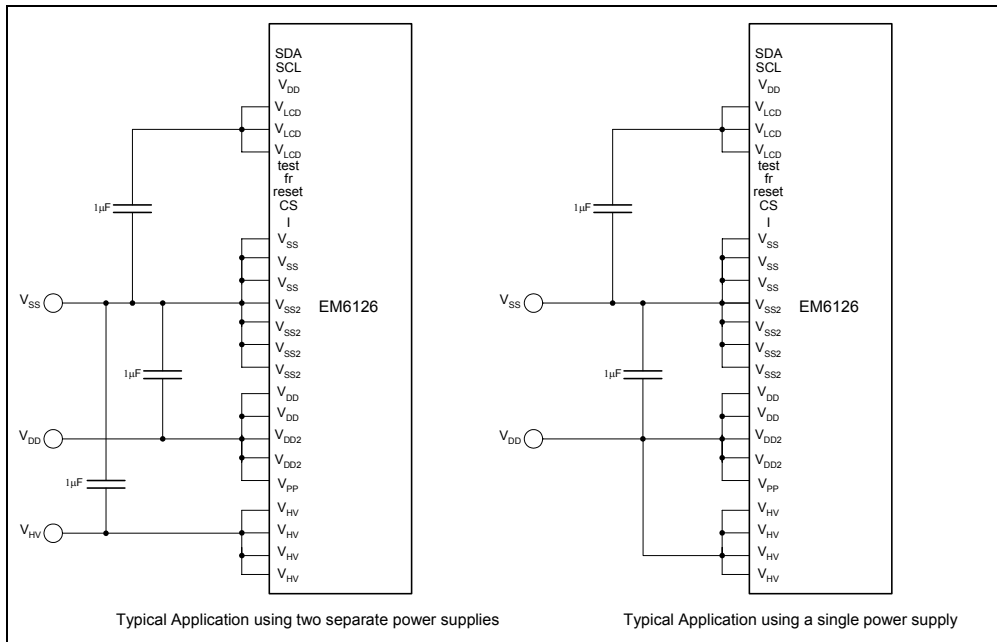 SDA
SCL
VDD
VLCD
VLCD
VLCD
test
fr
reset
CS
I
VSS
VSS
VSS
VSS2
VSS2
VSS2
VSS2
VDD
VDD
VDD2
VDD2
VPP
VHV
VHV
VHV
VHV
EM6126
1µF
VSS
1µF
VDD
1µF
VHV
Typical Application using two separate power supplies
SDA
SCL
VDD
VLCD
VLCD
VLCD
test
fr
reset
CS
I
VSS
VSS
VSS
VSS2
VSS2
VSS2
VSS2
VDD
VDD
VDD2
VDD2
VPP
VHV
VHV
VHV
VHV
EM6126
1µF
VSS
1µF
VDD
Typical Application using a single power supply